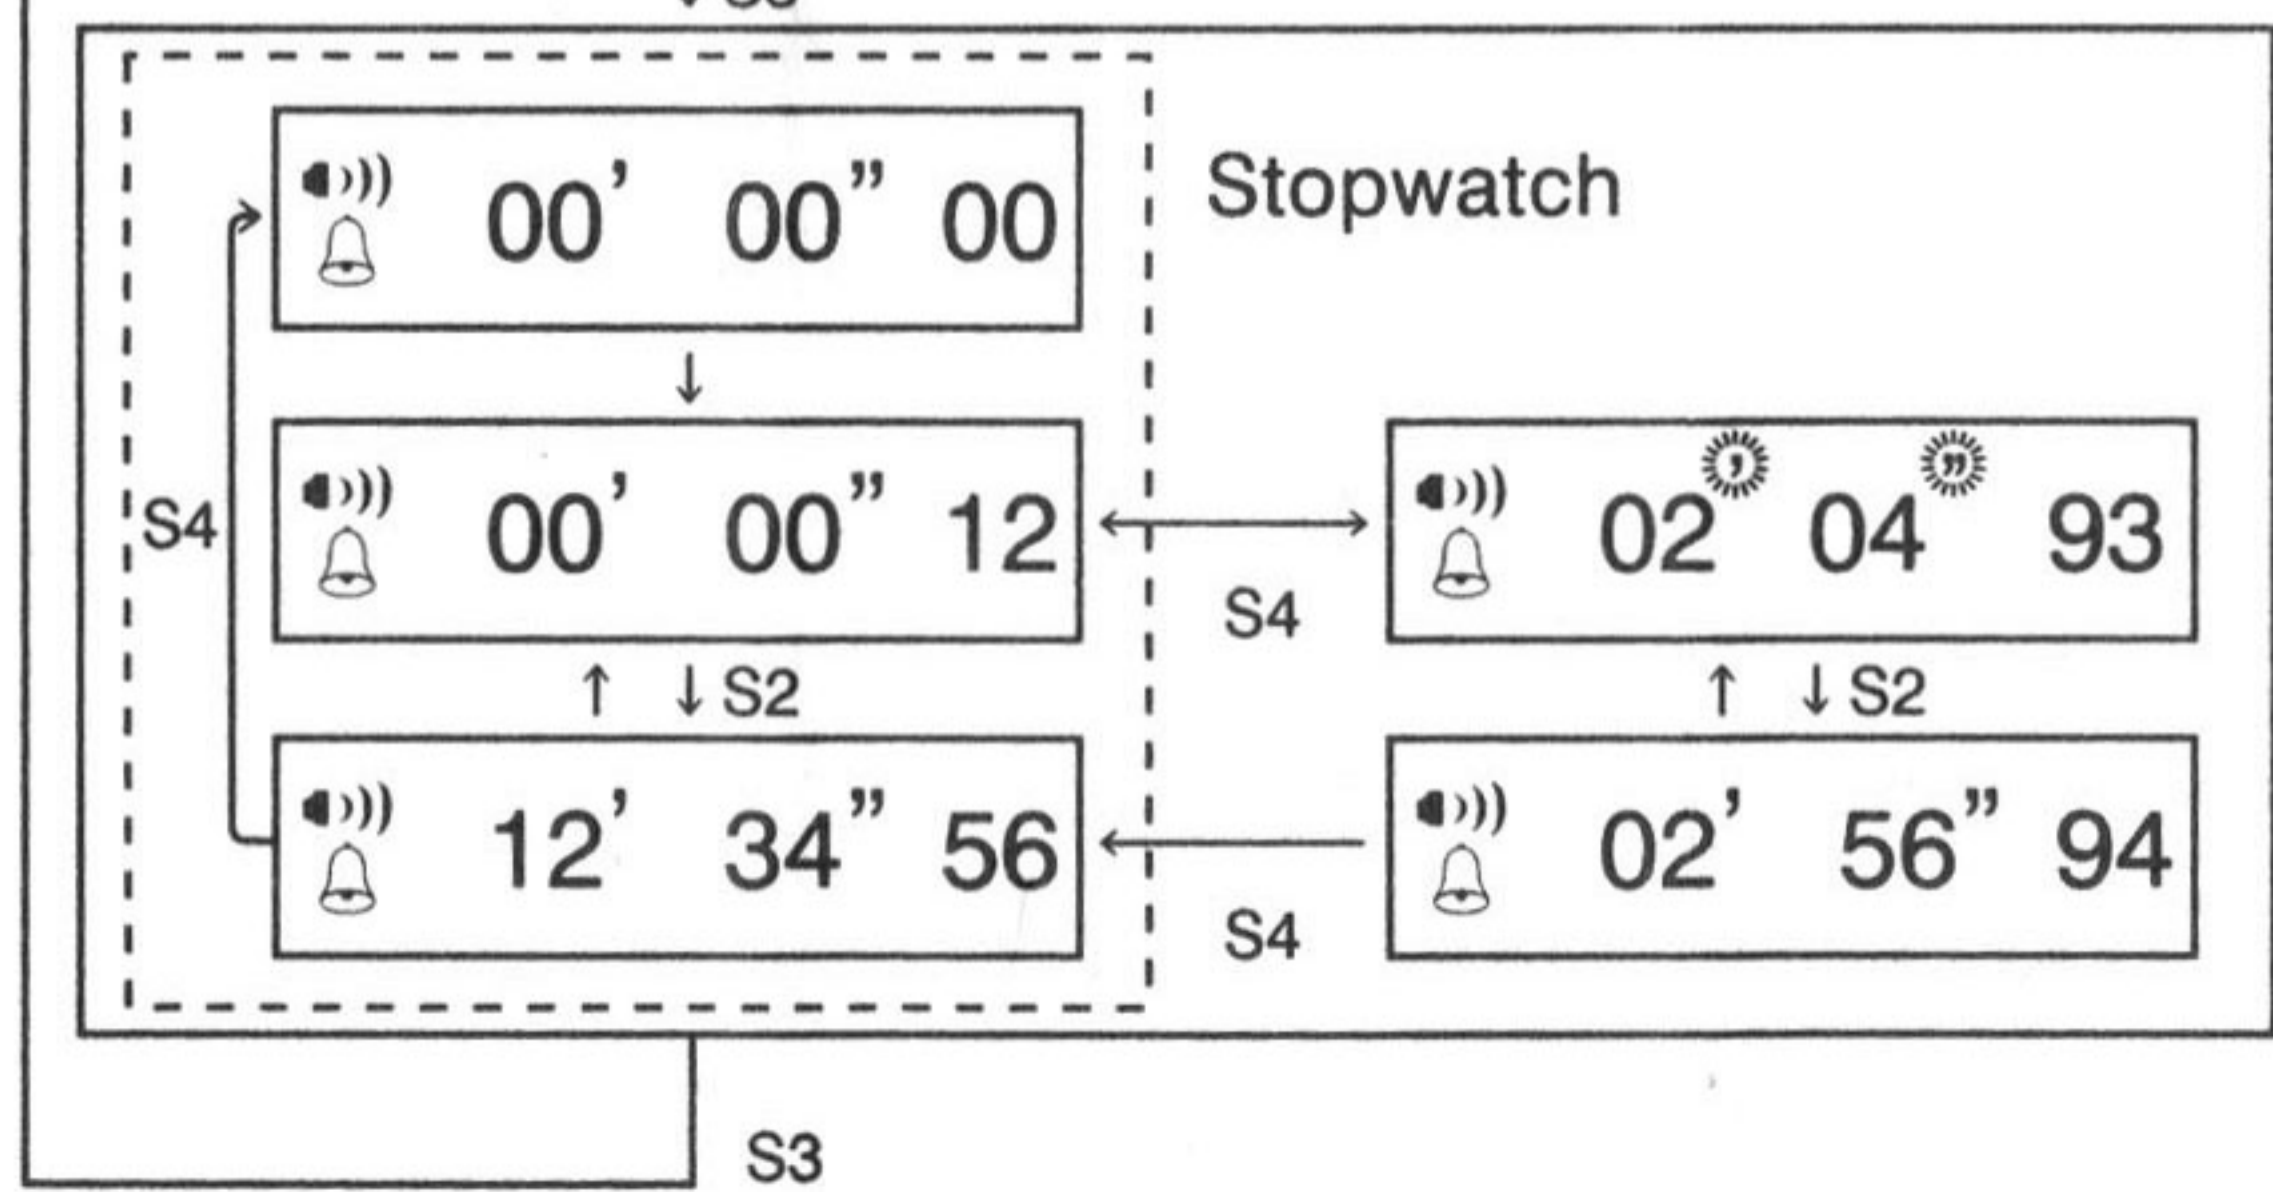 00’ 00” 00
Stopwatch
S4
00’ 00” 12
02’ 04” 93
S4
S2
S2
12’ 34” 56
02’ 56” 94
S4
S3